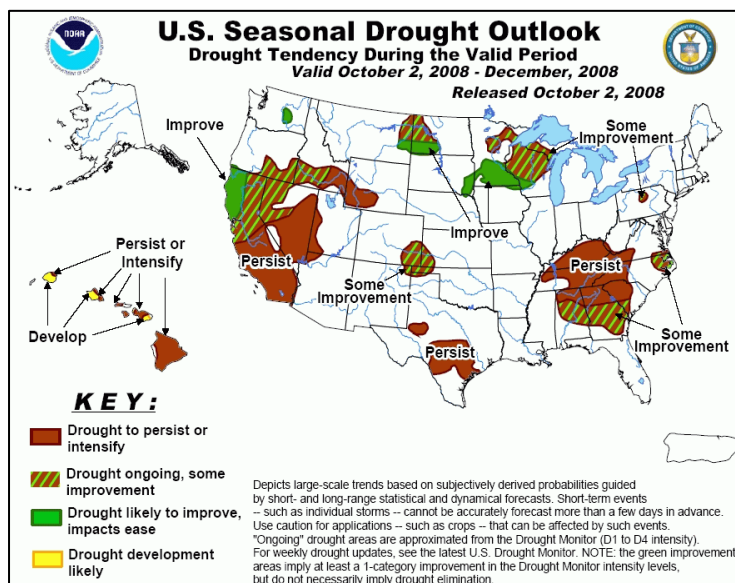 U.S. Seasonal Drought Outlook
Drought Tendency During the Valid Period
Valid October 2, 2008 - December, 2008
Released October 2, 2008
NOAA
Improve
Some
Improvement
Improve
Persist or
Intensify
Develop
Persist
Some
Improvement
Persist
Persist
Some
Improvement
KEY:
Drought to persist or
intensify
Drought ongoing, some
improvement
Drought likely to improve,
impacts ease
Drought development
likely
Depicts large-scale trends based on subjectively derived probabilities guided
by short- and long-range statistical and dynamical forecasts. Short-term events
-- such as individual storms -- cannot be accurately forecast more than a few days in advance.
Use caution for applications -- such as crops -- that can be affected by such events.
"Ongoing" drought areas are approximated from the Drought Monitor (D1 to D4 intensity).
For weekly drought updates, see the latest U.S. Drought Monitor. NOTE: the green improvement
areas imply at least a 1-category improvement in the Drought Monitor intensity levels,
but do not necessarily imply drought elimination.